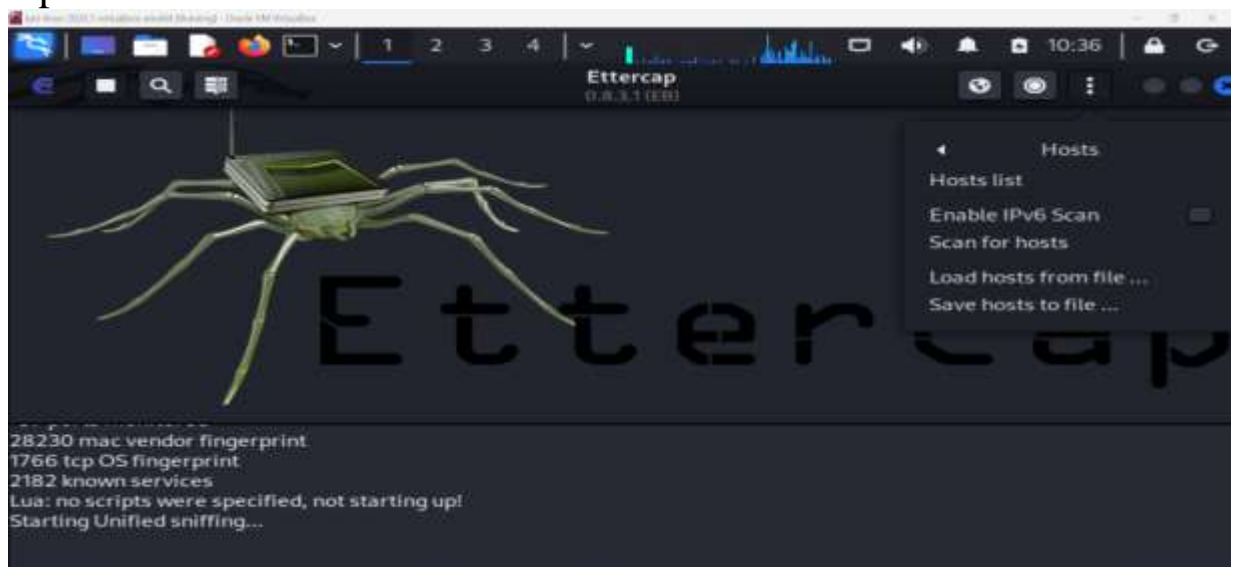 1 2 3 4 10:36
Ettercap
0.8.3.1 (EB)
Hosts
Hosts list
Enable IPv6 Scan
Scan for hosts
Load hosts from file ...
Save hosts to file ...
Ettercap
28230 mac vendor fingerprint
1766 tcp OS fingerprint
2182 known services
Lua: no scripts were specified, not starting up!
Starting Unified sniffing...